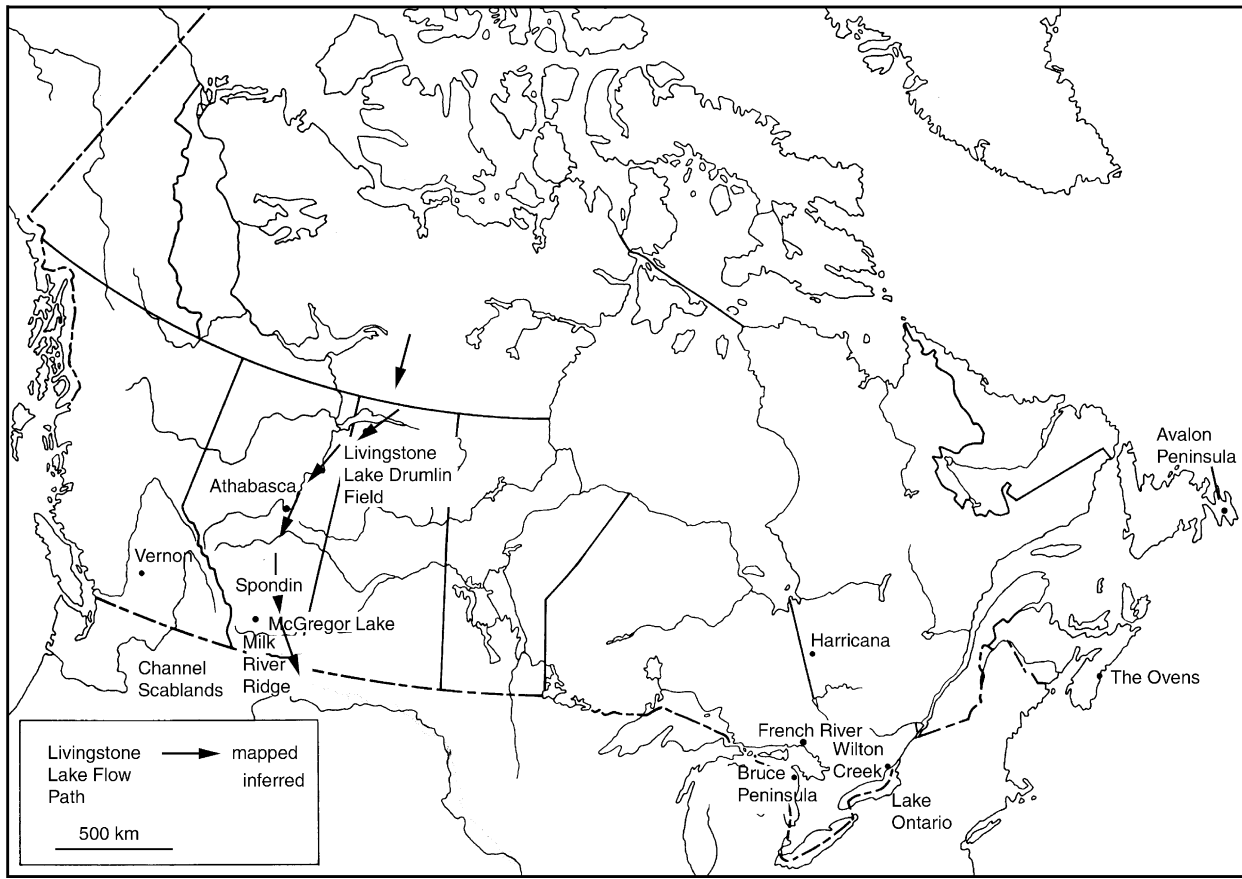 Avalon
Peninsula
Livingstone
Lake Drumlin
Field
Athabasca
Vernon
Spondin
McGregor Lake
Milk
River
Ridge
Channel
Scablands
Harricana
The Ovens
French River
Wilton
Creek
Bruce
Peninsula
Lake
Ontario
Livingstone
Lake Flow
Path
mapped
inferred
500 km